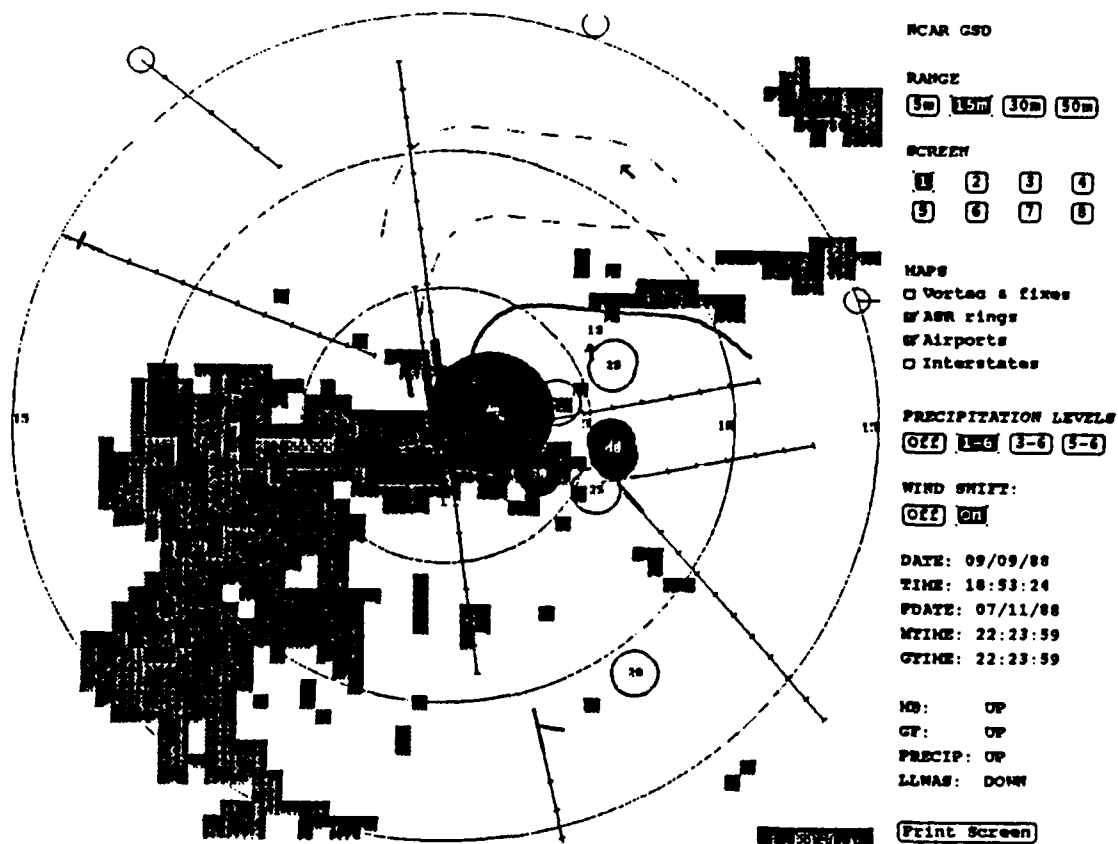 NCAR GSD
RANGE
5m 15m 30m 50m
SCREEN
1 2 3 4
5 6 7 8
MAPS
Vortac & fixes
ASR rings
Airports
Interstates
PRECIPITATION LEVELS
Off 1-6 3-6 5-6
WIND SHIFT:
Off on
DATE: 09/09/88
TIME: 18:53:24
PDATE: 07/11/88
WTIME: 22:23:59
GTIME: 22:23:59
MB: UP
GF: UP
PRECIP: UP
LLWAS: DOWN
Print Screen
15
25
15
10
15
25
20